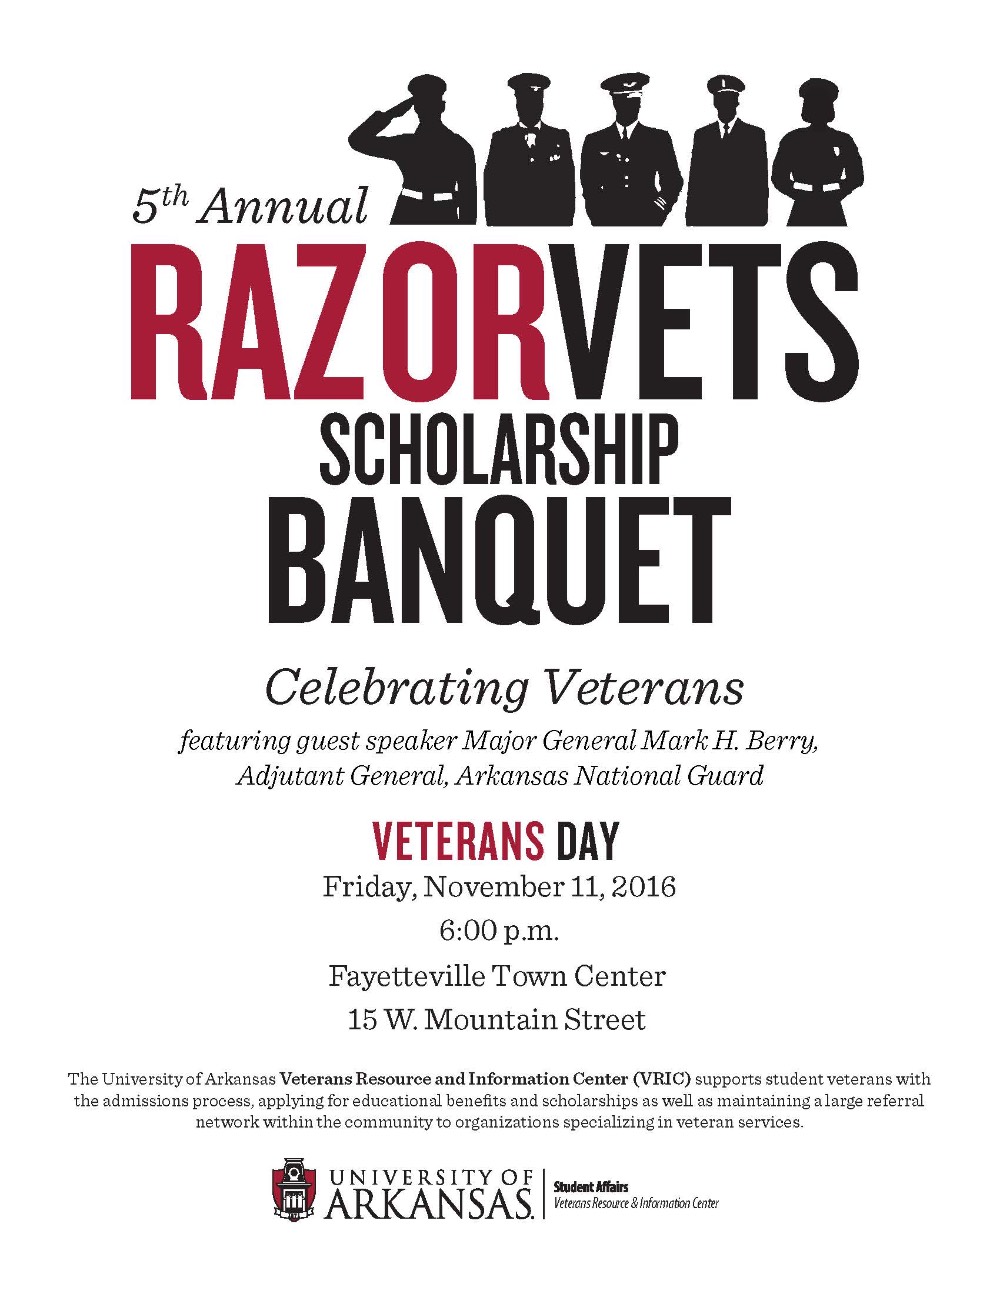 5th Annual
RAZORVETS
SCHOLARSHIP
BANQUET
Celebrating Veterans
featuring guest speaker Major General Mark H. Berry,
Adjutant General, Arkansas National Guard
VETERANS DAY
Friday, November 11, 2016
6:00 p.m.
Fayetteville Town Center
15 W. Mountain Street
The University of Arkansas Veterans Resource and Information Center (VRIC) supports student veterans with
the admissions process, applying for educational benefits and scholarships as well as maintaining a large referral
network within the community to organizations specializing in veteran services.
UNIVERSITY OF
ARKANSAS.
Student Affairs
Veterans Resource & Information Center